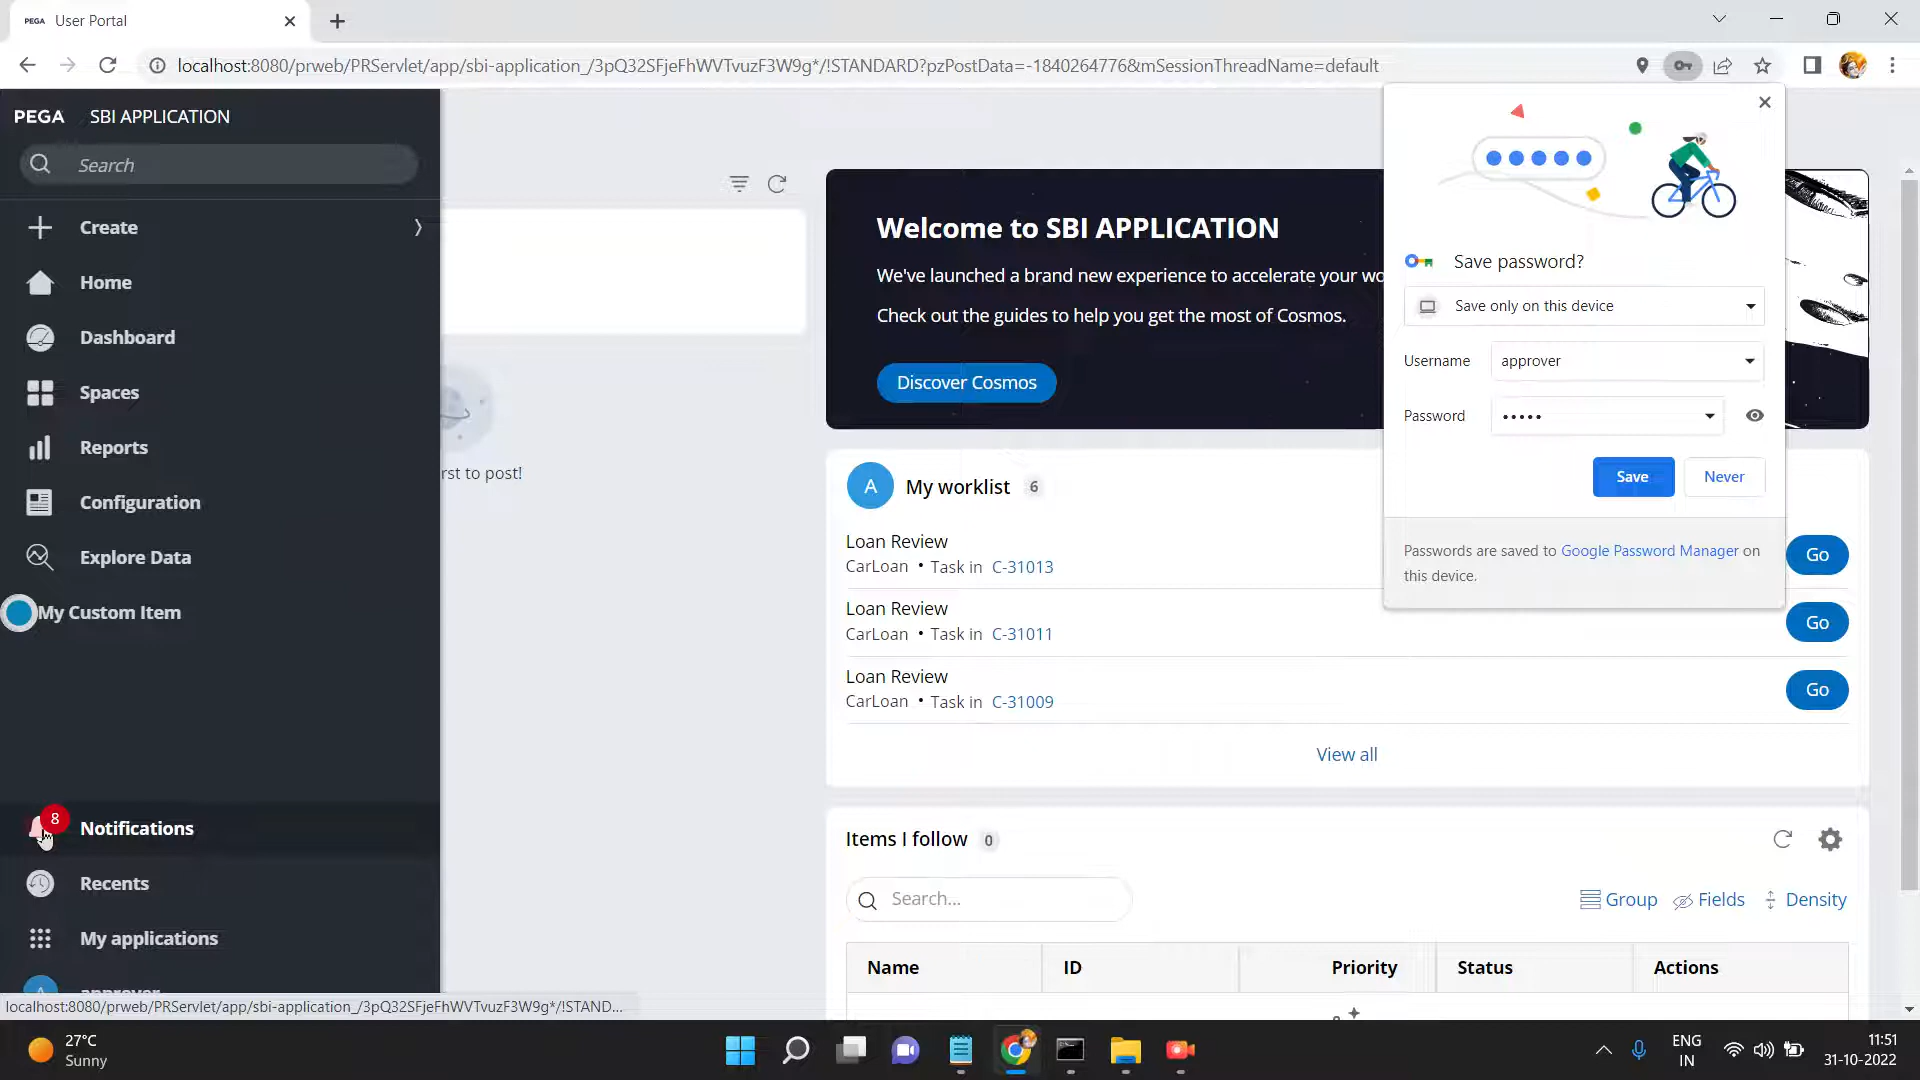 PEGA User Portal
localhost:8080/prweb/PRServlet/app/sbi-application_/3pQ32SFjeFhWVTvuzF3W9g*/!STANDARD?pzPostData=-1840264776&mSessionThreadName=default
PEGA SBI APPLICATION
Search
Create
Home
Dashboard
Spaces
Reports
Configuration
Explore Data
My Custom Item
8
Notifications
Recents
My applications
approver
localhost:8080/prweb/PRServlet/app/sbi-application_/3pQ32SFjeFhWVTvuzF3W9g*/!STAND...
rst to post!
Welcome to SBI APPLICATION
We've launched a brand new experience to accelerate your wo
Check out the guides to help you get the most of Cosmos.
Discover Cosmos
A My worklist 6
Loan Review
CarLoan • Task in C-31013
Go
Loan Review
CarLoan • Task in C-31011
Go
Loan Review
CarLoan • Task in C-31009
Go
View all
Items I follow 0
Search...
Group Fields Density
Name ID Priority Status Actions
Save password?
Save only on this device
Username approver
Password •••••
Save Never
Passwords are saved to Google Password Manager on
this device.
27°C
Sunny
ENG
IN
11:51
31-10-2022